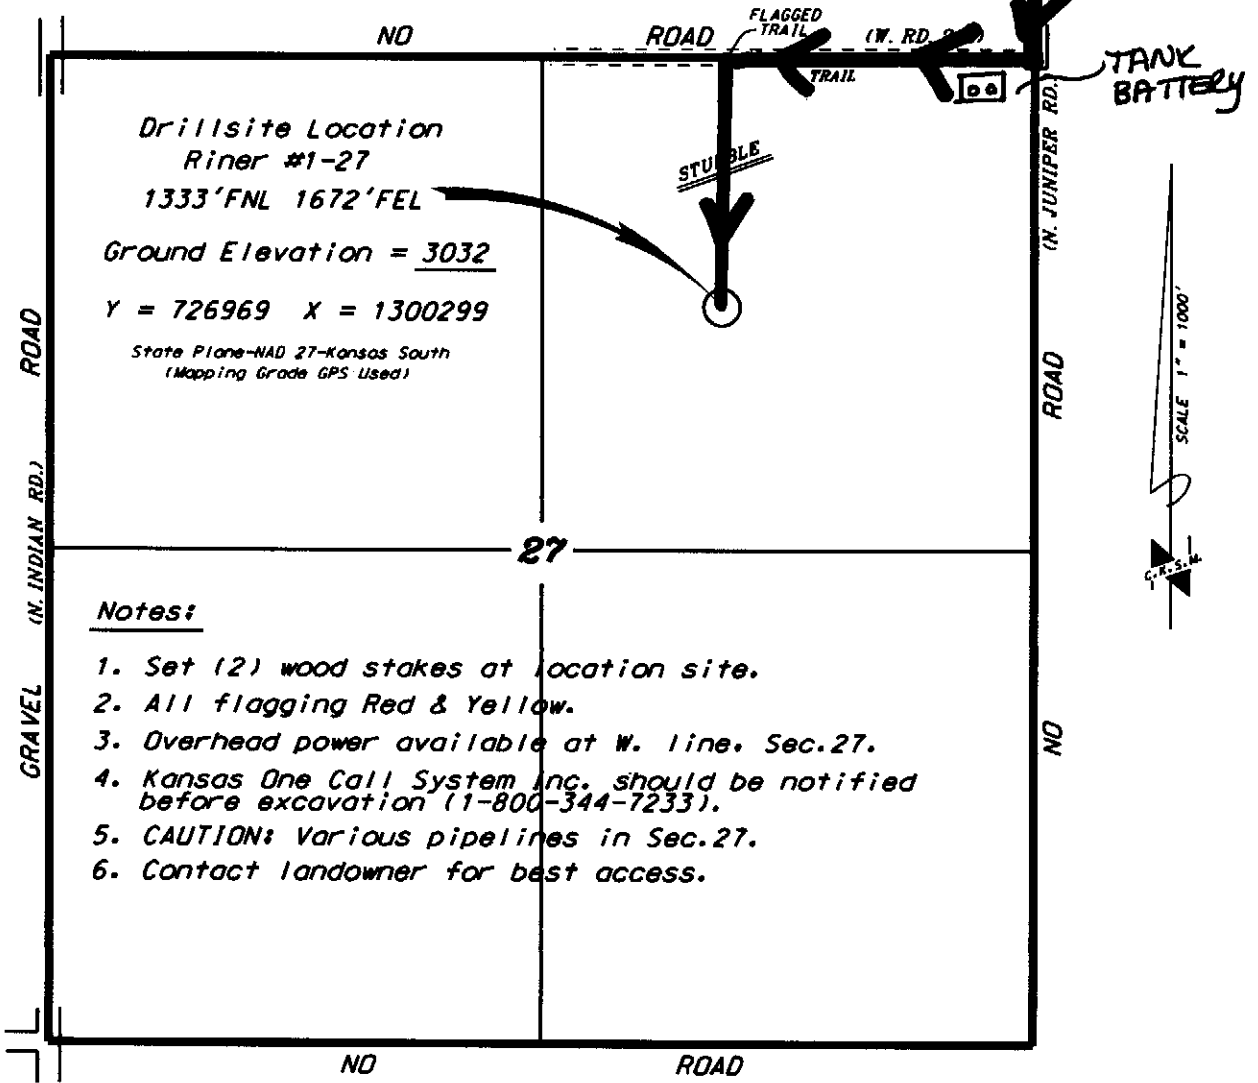 FLAGGED
TRAIL
NO ROAD (W. RD.
TRAIL
TANK
BATTERY
Drillsite Location
Riner #1-27
1333'FNL 1672'FEL
STUBBLE
Ground Elevation = 3032
Y = 726969 X = 1300299
State Plane-NAD 27-Kansas South
(Mapping Grade GPS Used)
(N. JUNIPER RD.)
ROAD
NO
ROAD
(N. INDIAN RD.)
GRAVEL
SCALE 1" = 1000'
C.K.S.M.
27
Notes:
1. Set (2) wood stakes at location site.
2. All flagging Red & Yellow.
3. Overhead power available at W. line. Sec.27.
4. Kansas One Call System Inc. should be notified
before excavation (1-800-344-7233).
5. CAUTION: Various pipelines in Sec.27.
6. Contact landowner for best access.
NO ROAD